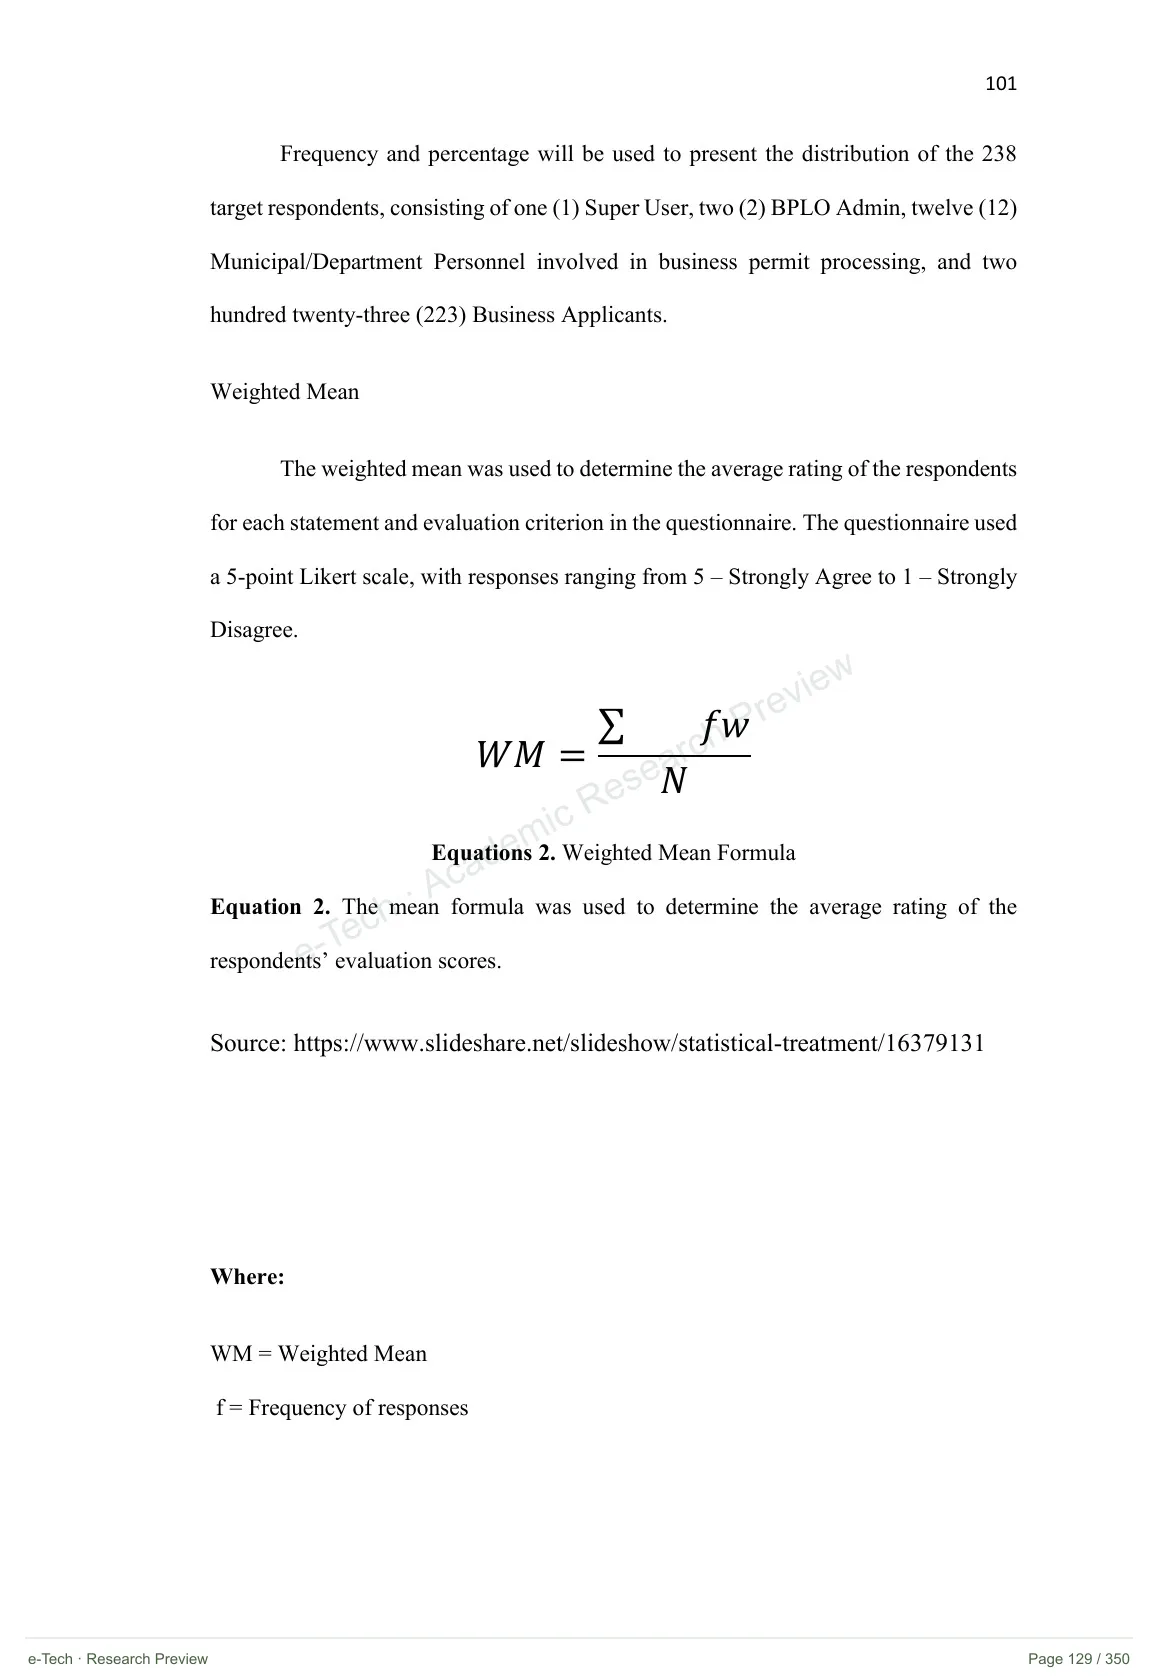 101
Frequency and percentage will be used to present the distribution of the 238
target respondents, consisting of one (1) Super User, two (2) BPLO Admin, twelve (12)
Municipal/Department Personnel involved in business permit processing, and two
hundred twenty-three (223) Business Applicants.
Weighted Mean
The weighted mean was used to determine the average rating of the respondents
for each statement and evaluation criterion in the questionnaire. The questionnaire used
a 5-point Likert scale, with responses ranging from 5 – Strongly Agree to 1 – Strongly
Disagree.
WM = ∑ fw / N
Equations 2. Weighted Mean Formula
Equation 2. The mean formula was used to determine the average rating of the
respondents’ evaluation scores.
Source: https://www.slideshare.net/slideshow/statistical-treatment/16379131
Where:
WM = Weighted Mean
f = Frequency of responses
e-Tech · Academic Research Preview
e-Tech · Research Preview
Page 129 / 350